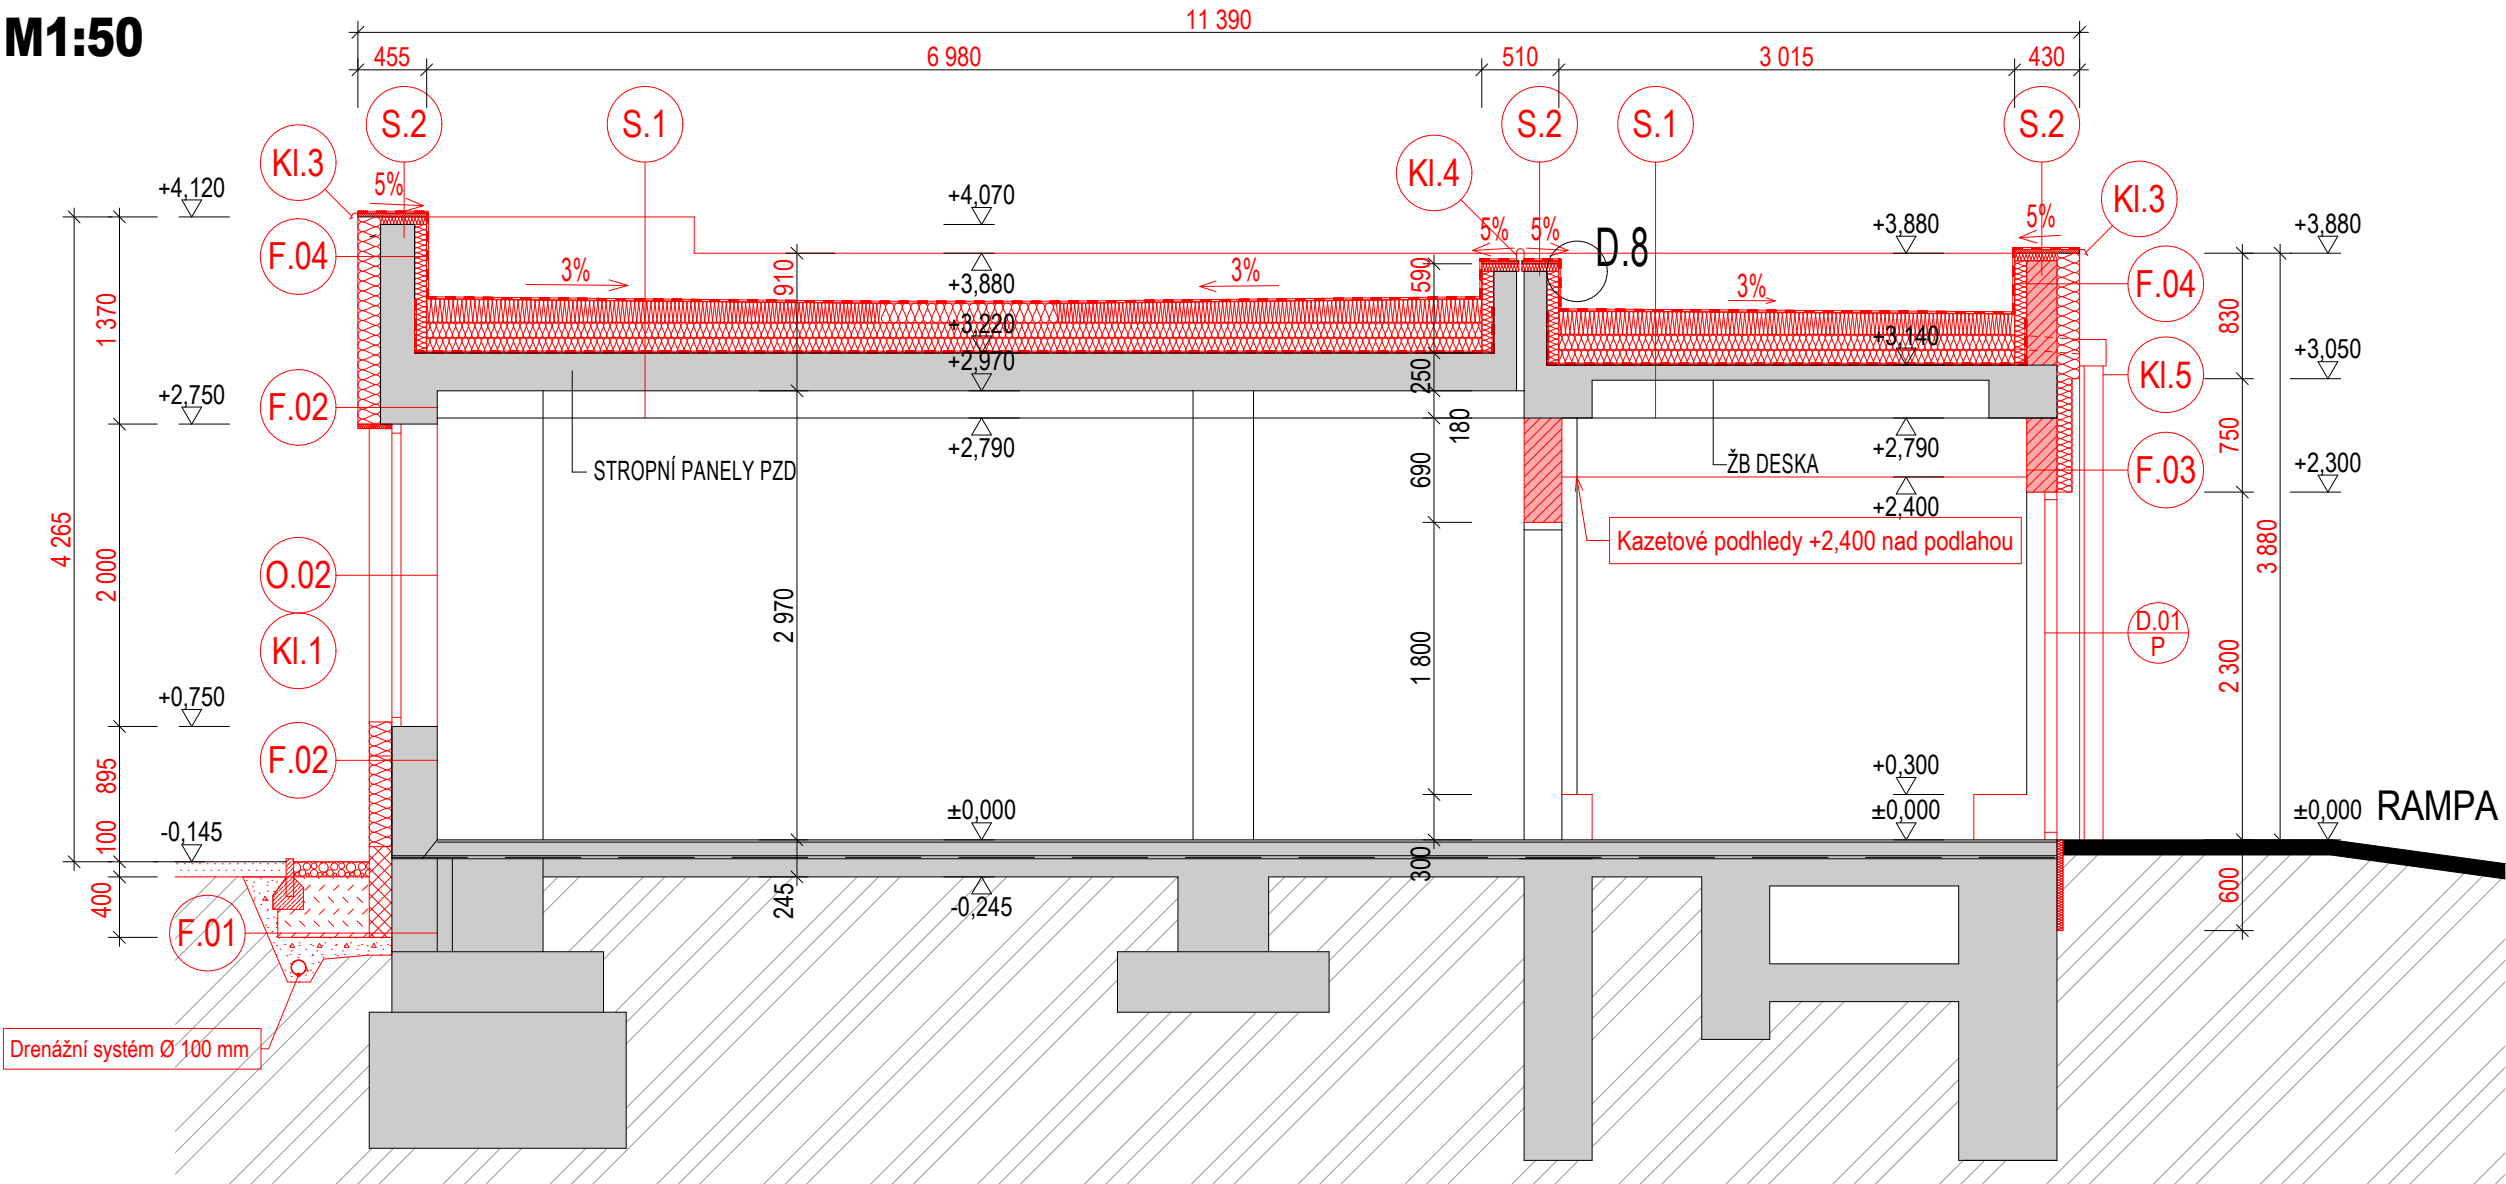 M1:50
11 390
455
6 980
510
3 015
430
S.2
S.1
S.2
S.1
S.2
Kl.3
Kl.4
Kl.3
+4,120
5%
+4,070
5%
5%
D.8
+3,880
5%
+3,880
F.04
3%
910
+3,880
3%
590
3%
F.04
1 370
830
+3,220
+3,140
+2,970
+3,050
+2,750
F.02
250
Kl.5
180
+2,790
+2,790
750
STROPNÍ PANELY PZD
690
ŽB DESKA
F.03
+2,300
+2,400
4 265
Kazetové podhledy +2,400 nad podlahou
3 880
2 000
O.02
2 970
Kl.1
1 800
D.01
P
2 300
+0,750
F.02
895
+0,300
-0,145
100
±0,000
±0,000
±0,000
RAMPA
300
400
245
-0,245
600
F.01
Drenážní systém Ø 100 mm